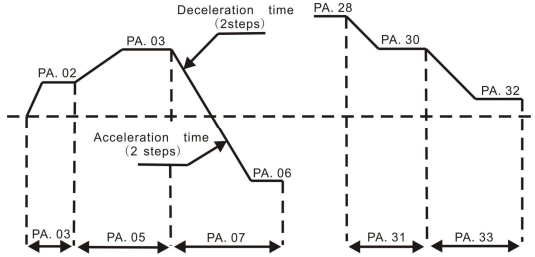 Deceleration time
(2steps)
PA. 28
PA. 03
PA. 30
PA. 02
PA. 32
Acceleration time
(2 steps)
PA. 06
PA. 03
PA. 05
PA. 07
PA. 31
PA. 33